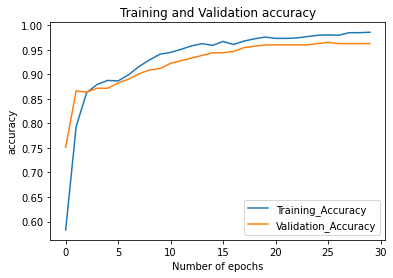 Training and Validation accuracy
1.00
0.95
0.90
0.85
0.80
0.75
0.70
0.65
0.60
accuracy
Training_Accuracy
Validation_Accuracy
0 5 10 15 20 25 30
Number of epochs